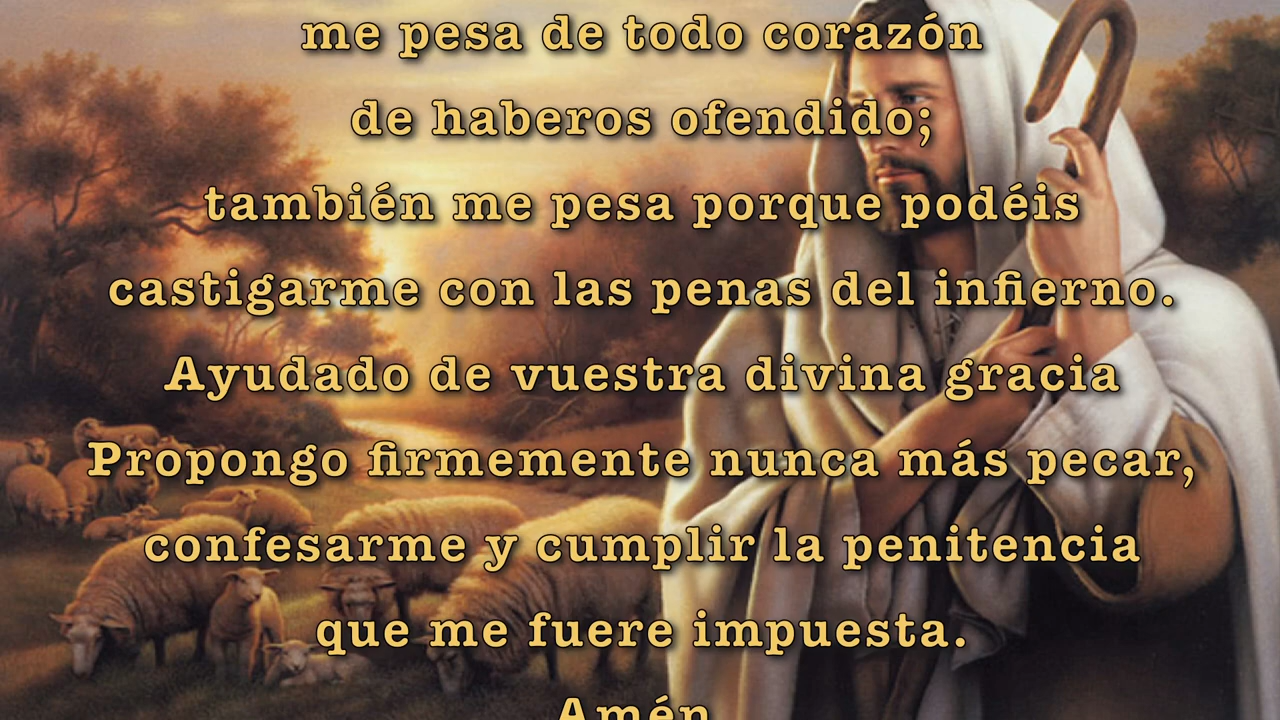 me pesa de todo corazón
de haberos ofendido;
también me pesa porque podéis
castigarme con las penas del infierno.
Ayudado de vuestra divina gracia
Propongo firmemente nunca más pecar,
confesarme y cumplir la penitencia
que me fuere impuesta.
Amén